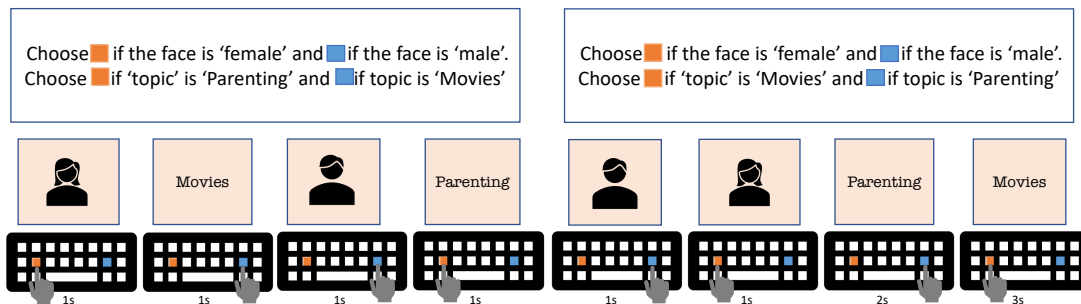 Choose if the face is ‘female’ and if the face is ‘male’.
Choose if ‘topic’ is ‘Parenting’ and if topic is ‘Movies’
Choose if the face is ‘female’ and if the face is ‘male’.
Choose if ‘topic’ is ‘Movies’ and if topic is ‘Parenting’
Movies
Parenting
Parenting
Movies
1s
1s
1s
1s
1s
1s
2s
3s